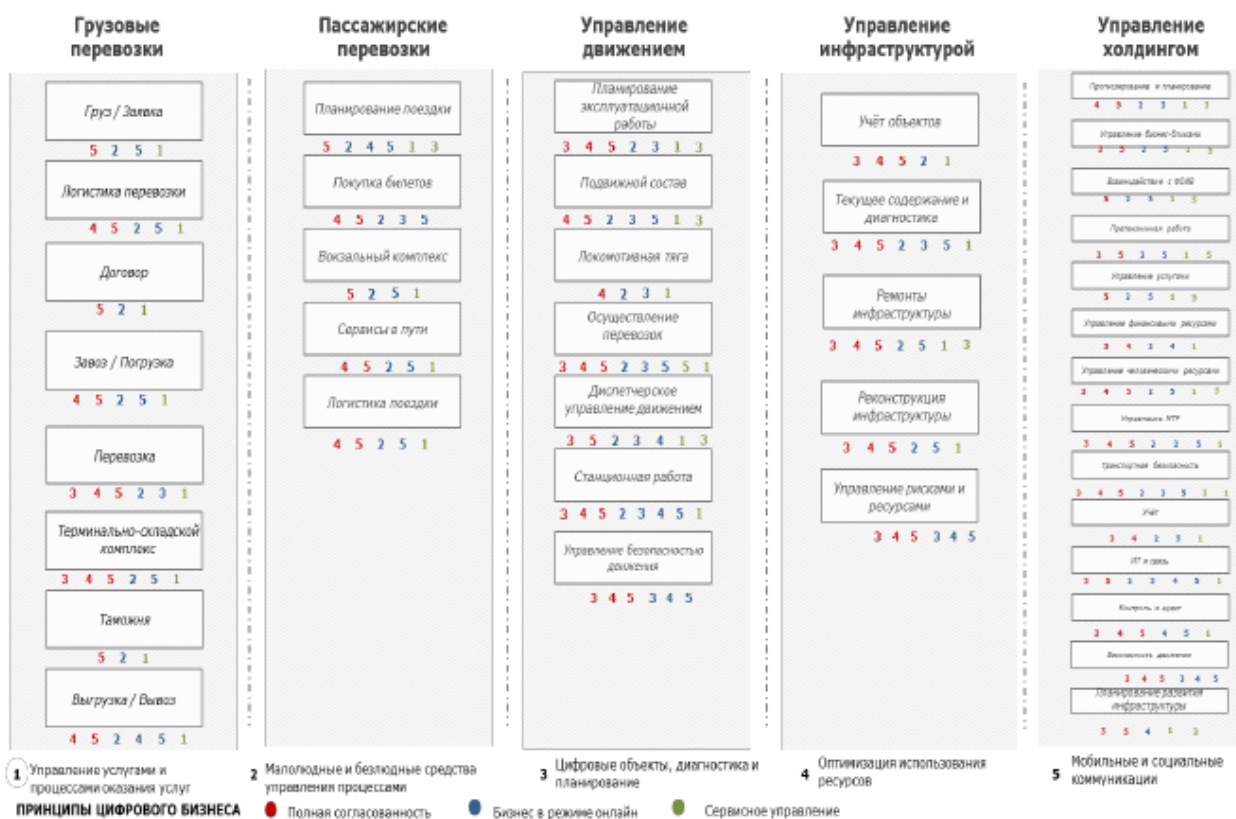 Грузовые
перевозки
Груз / Заявка
5 2 5 1
Логистика перевозки
4 5 2 5 1
Договор
5 2 1
Завоз / Погрузка
4 5 2 5 1
Перевозка
3 4 5 2 3 1
Терминально-складской
комплекс
3 4 5 2 5 1
Таможня
5 2 1
Выгрузка / Вывоз
4 5 2 4 5 1
Пассажирские
перевозки
Планирование поездки
5 2 4 5 1 3
Покупка билетов
4 5 2 3 5
Вокзальный комплекс
5 2 5 1
Сервисы в пути
4 5 2 5 1
Логистика поездки
4 5 2 5 1
Управление
движением
Планирование
эксплуатационной
работы
3 4 5 2 3 1 3
Подвижной состав
4 5 2 3 5 1 3
Локомотивная тяга
4 2 3 1
Осуществление
перевозок
3 4 5 2 3 5 5 1
Диспетчерское
управление движением
3 5 2 3 4 1 3
Станционная работа
3 4 5 2 3 4 5 1
Управление безопасностью
движения
3 4 5 3 4 5
Управление
инфраструктурой
Учёт объектов
3 4 5 2 1
Текущее содержание и
диагностика
3 4 5 2 3 5 1
Ремонты
инфраструктуры
3 4 5 2 5 1 3
Реконструкция
инфраструктуры
3 4 5 2 5 1
Управление рисками и
ресурсами
3 4 5 3 4 5
Управление
холдингом
Прогнозирование и планирование
Управление бизнес-блоками
Взаимодействие с ФОИВ
Претензионная работа
Управление услугами
Управление финансовыми ресурсами
Управление человеческими ресурсами
Управление МТР
Транспортная безопасность
Учёт
ИТ и связь
Контроль и аудит
Безопасность движения
3 4 5 3 4 5
Планирование развития
инфраструктуры
1 Управление услугами и
процессами оказания услуг
2 Малолюдные и безлюдные средства
управления процессами
3 Цифровые объекты, диагностика и
планирование
4 Оптимизация использования
ресурсов
5 Мобильные и социальные
коммуникации
ПРИНЦИПЫ ЦИФРОВОГО БИЗНЕСА
Полная согласованность
Бизнес в режиме онлайн
Сервисное управление